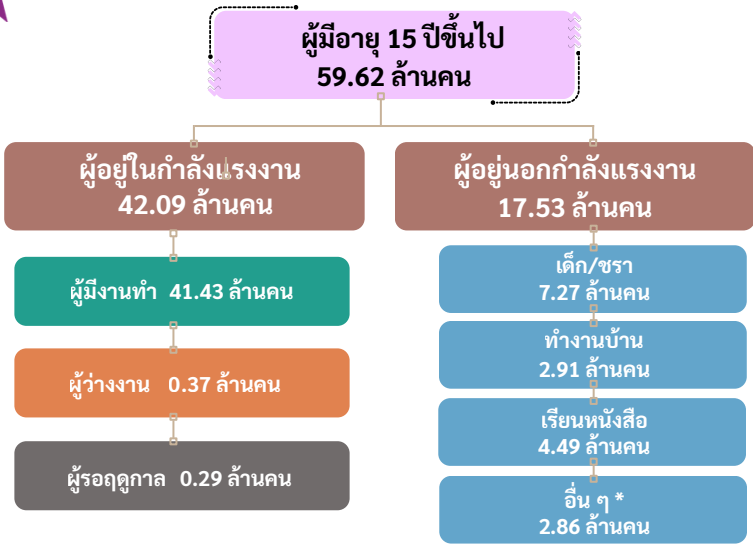 ผู้มีอายุ 15 ปีขึ้นไป
59.62 ล้านคน
ผู้อยู่ในกำลังแรงงาน
42.09 ล้านคน
ผู้มีงานทำ 41.43 ล้านคน
ผู้ว่างงาน 0.37 ล้านคน
ผู้รอฤดูกาล 0.29 ล้านคน
ผู้อยู่นอกกำลังแรงงาน
17.53 ล้านคน
เด็ก/ชรา
7.27 ล้านคน
ทำงานบ้าน
2.91 ล้านคน
เรียนหนังสือ
4.49 ล้านคน
อื่น ๆ *
2.86 ล้านคน